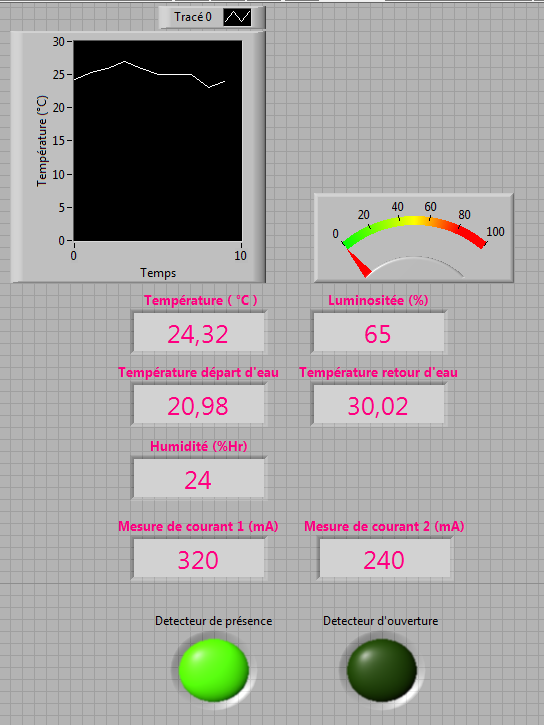 Tracé 0
30
25
20
15
10
5
0
Température (°C)
0 10
Temps
0 20 40 60 80 100
Température ( °C ) Luminositée (%)
24,32 65
Température départ d'eau Température retour d'eau
20,98 30,02
Humidité (%Hr)
24
Mesure de courant 1 (mA) Mesure de courant 2 (mA)
320 240
Detecteur de présence Detecteur d'ouverture